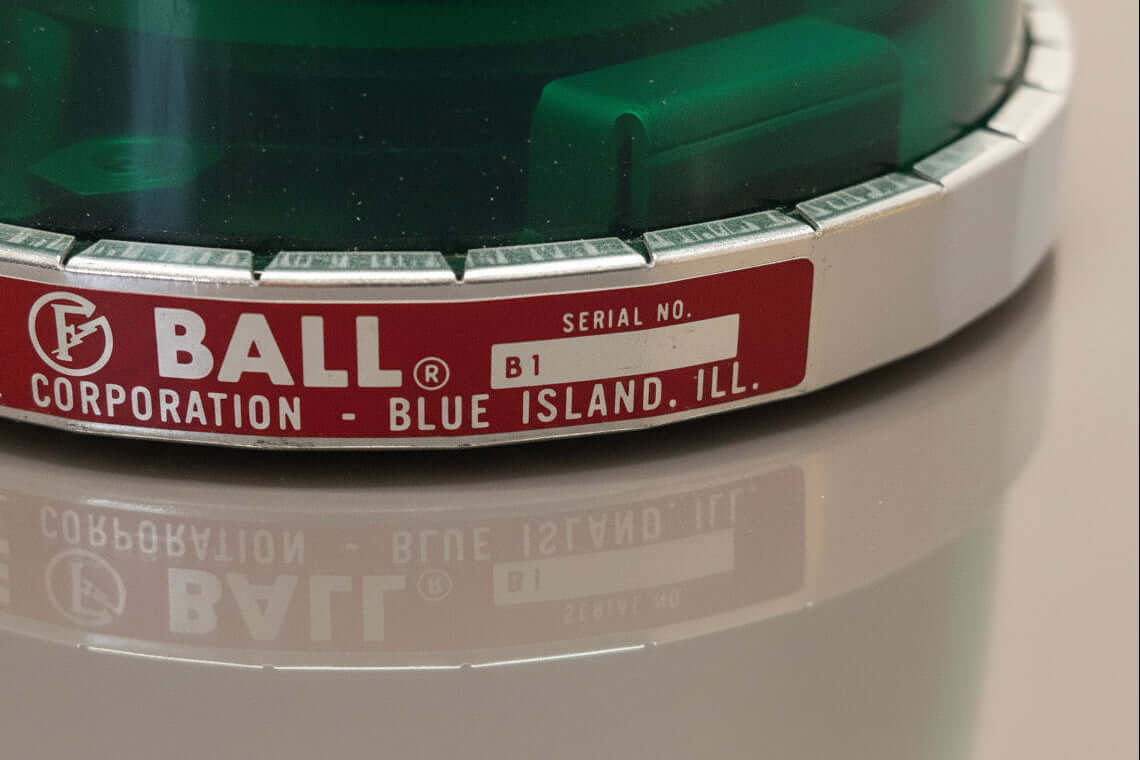 BALL®
SERIAL NO.
B1
CORPORATION - BLUE ISLAND, ILL.